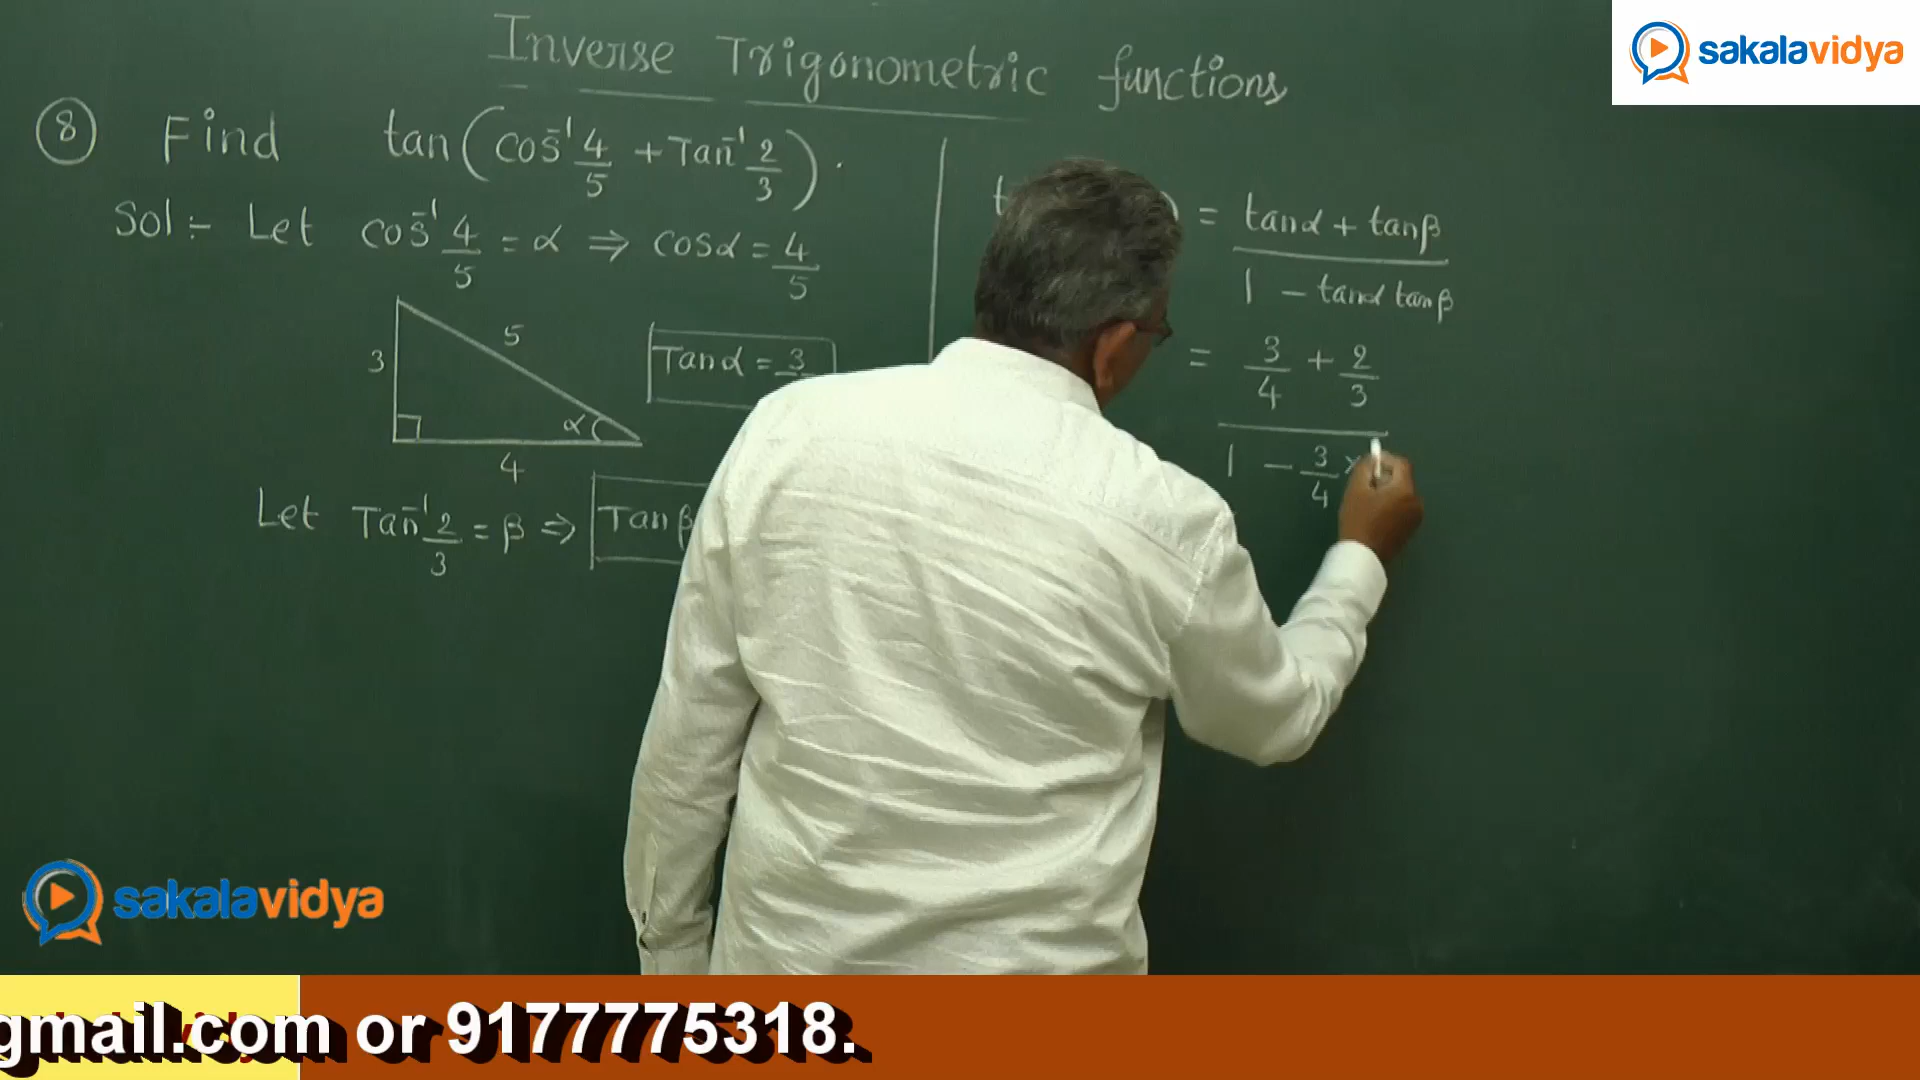 Inverse Trigonometric functions
sakalavidya
8 Find tan(cos⁻¹ 4/5 + Tan⁻¹ 2/3).
Sol:- Let cos⁻¹ 4/5 = α ⇒ cosα = 4/5
3
5
α
4
Tanα = 3
Let Tan⁻¹ 2/3 = β ⇒ Tanβ
= tanα + tanβ
1 - tanα tanβ
= 3/4 + 2/3
1 - 3/4 ×
sakalavidya
gmail.com or 9177775318.